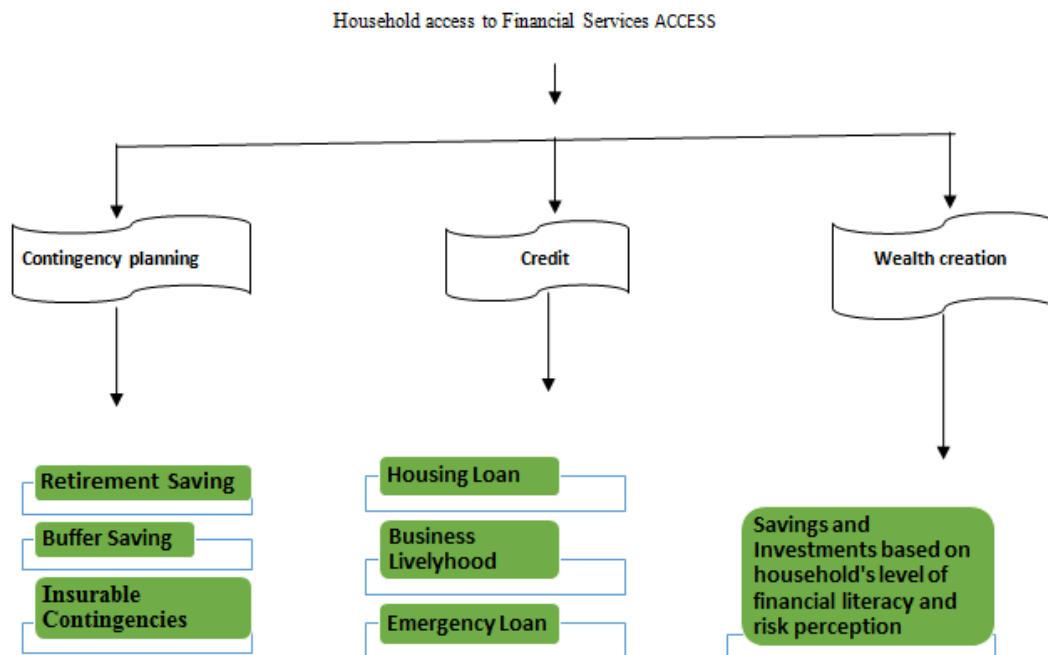 Household access to Financial Services ACCESS
Contingency planning
Credit
Wealth creation
Retirement Saving
Buffer Saving
Insurable
Contingencies
Housing Loan
Business
Livelyhood
Emergency Loan
Savings and
Investments based on
household's level of
financial literacy and
risk perception